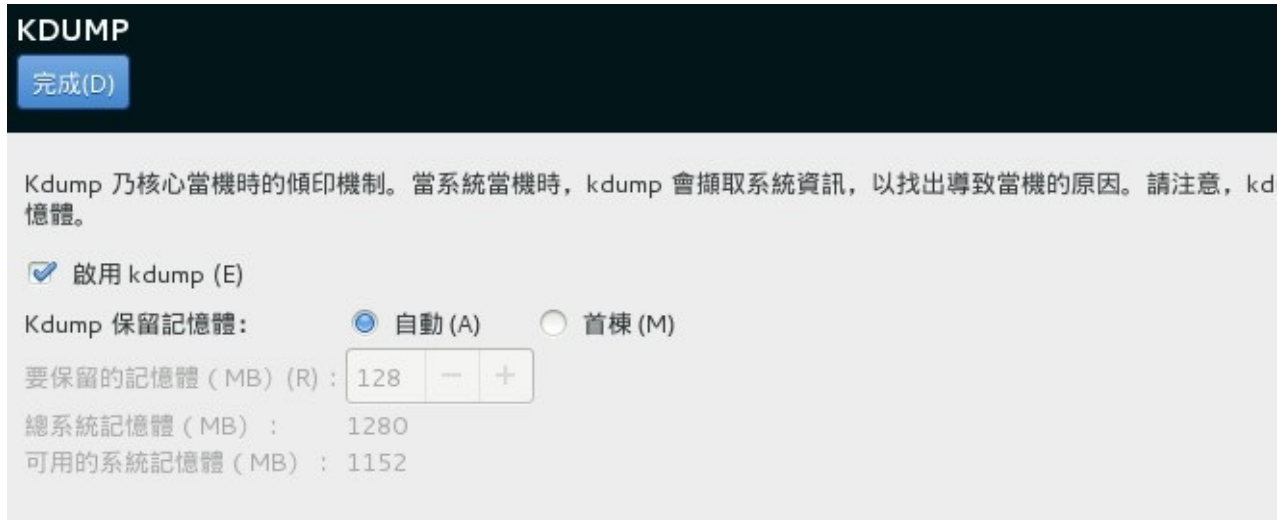 KDUMP
完成(D)
Kdump 乃核心當機時的傾印機制。當系統當機時，kdump 會擷取系統資訊，以找出導致當機的原因。請注意，kd
憶體。
啟用 kdump (E)
Kdump 保留記憶體： 自動 (A) 首棟 (M)
要保留的記憶體 ( MB) (R) : 128 － +
總系統記憶體 ( MB) : 1280
可用的系統記憶體 ( MB) : 1152